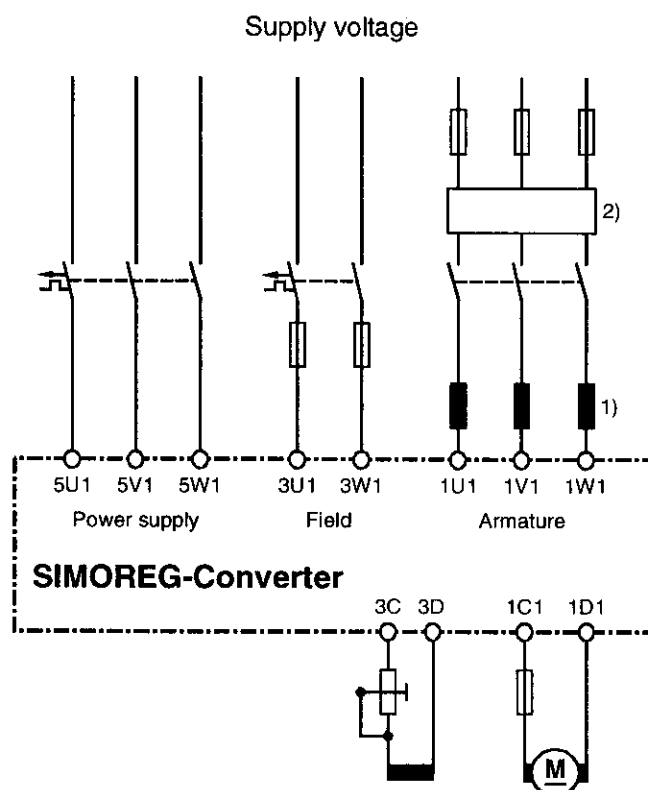 Supply voltage
2)
1)
5U1 5V1 5W1 3U1 3W1 1U1 1V1 1W1
Power supply Field Armature
SIMOREG-Converter
3C 3D 1C1 1D1
M